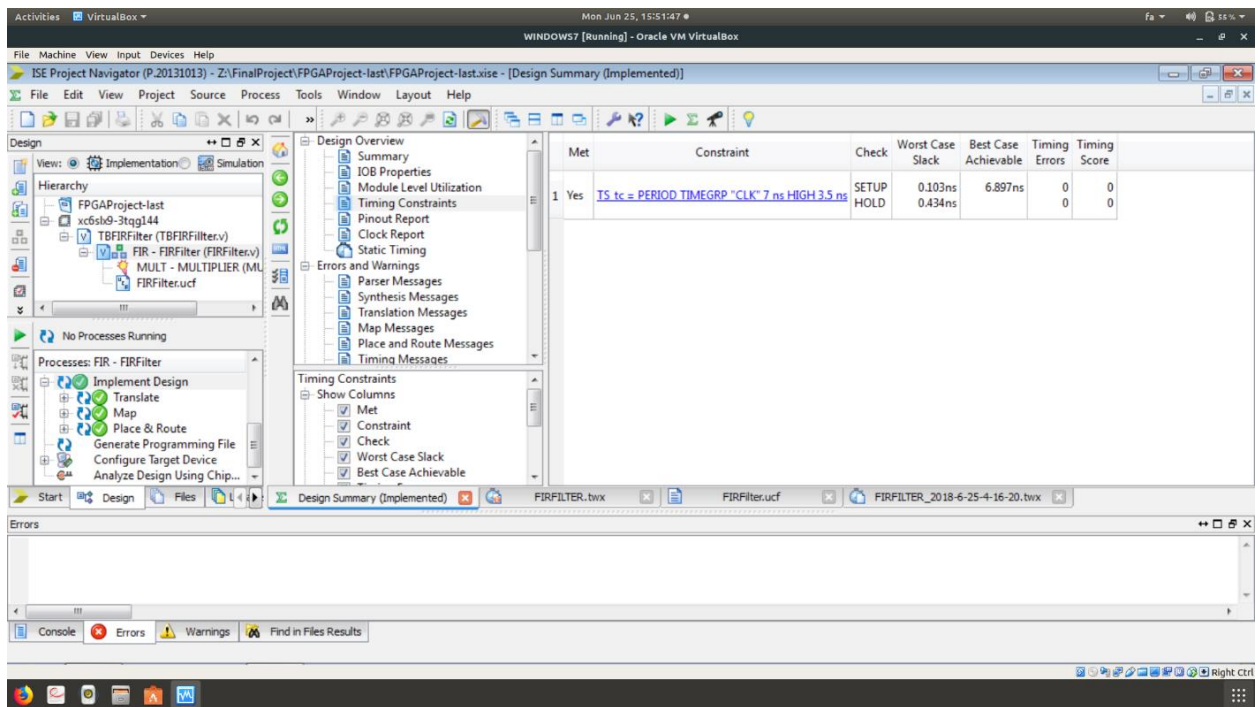 Activities VirtualBox Mon Jun 25, 15:51:47 fa 55 %
WINDOWS7 [Running] - Oracle VM VirtualBox
File Machine View Input Devices Help
ISE Project Navigator (P.20131013) - Z:\FinalProject\FPGAProject-last\FPGAProject-last.xise - [Design Summary (Implemented)]
File Edit View Project Source Process Tools Window Layout Help
Design
View: Implementation Simulation
Hierarchy
FPGAProject-last
xc6slx9-3tqg144
TBFIRFilter (TBFIRFillter.v)
FIR - FIRFilter (FIRFilter.v)
MULT - MULTIPLIER (MU
FIRFilter.ucf
No Processes Running
Processes: FIR - FIRFilter
Implement Design
Translate
Map
Place & Route
Generate Programming File
Configure Target Device
Analyze Design Using Chip...
Start Design Files
Design Overview
Summary
IOB Properties
Module Level Utilization
Timing Constraints
Pinout Report
Clock Report
Static Timing
Errors and Warnings
Parser Messages
Synthesis Messages
Translation Messages
Map Messages
Place and Route Messages
Timing Messages
Timing Constraints
Show Columns
Met
Constraint
Check
Worst Case Slack
Best Case Achievable
Met Constraint Check Worst Case Slack Best Case Achievable Timing Errors Timing Score
1 Yes TS_tc = PERIOD TIMEGRP "CLK" 7 ns HIGH 3.5 ns SETUP 0.103ns 6.897ns 0 0
HOLD 0.434ns 0 0
Design Summary (Implemented) FIRFILTER.twx FIRFilter.ucf FIRFILTER_2018-6-25-4-16-20.twx
Errors
Console Errors Warnings Find in Files Results
Right Ctrl